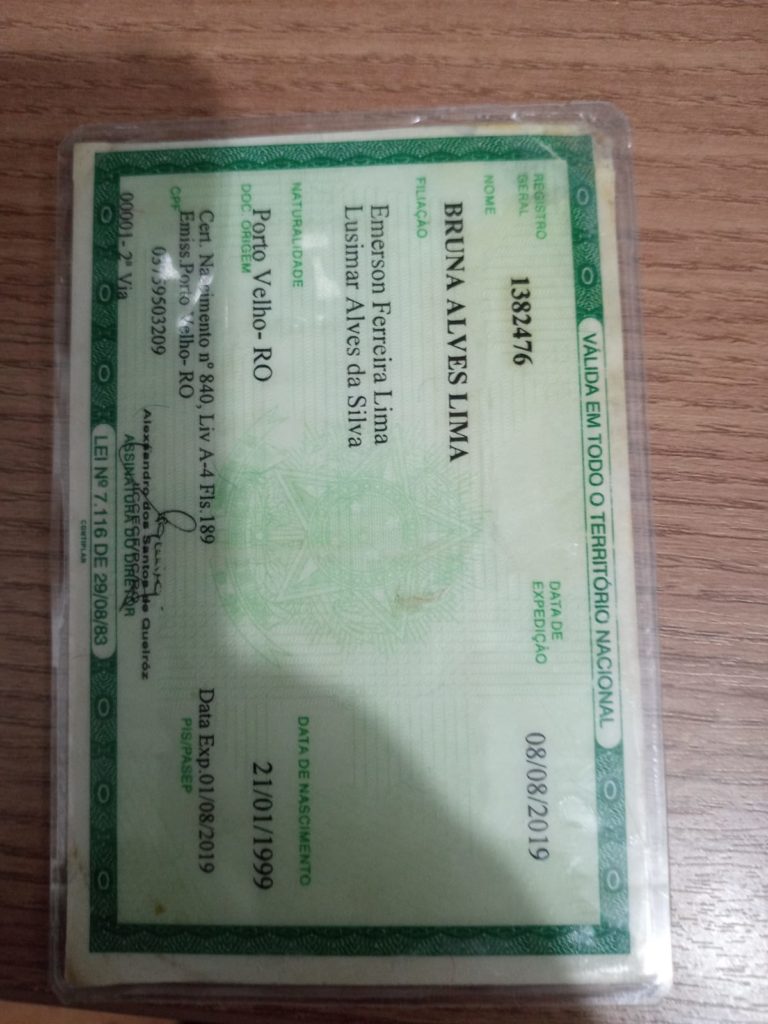 VÁLIDA EM TODO O TERRITÓRIO NACIONAL
REGISTRO
GERAL
1382476
DATA DE
EXPEDIÇÃO
08/08/2019
NOME
BRUNA ALVES LIMA
FILIAÇÃO
Emerson Ferreira Lima
Lusimar Alves da Silva
NATURALIDADE
DATA DE NASCIMENTO
Porto Velho- RO
21/01/1999
DOC. ORIGEM
Cert. Nascimento nº 840, Liv A-4 Fls.189
Data Exp.01/08/2019
Emiss.Porto Velho- RO
CPF
PIS/PASEP
03759503209
Alexsandro dos Santos de Queiróz
00001- 2ª Via
ASSINATURA DO DIRETOR
LEI Nº 7.116 DE 29/08/83